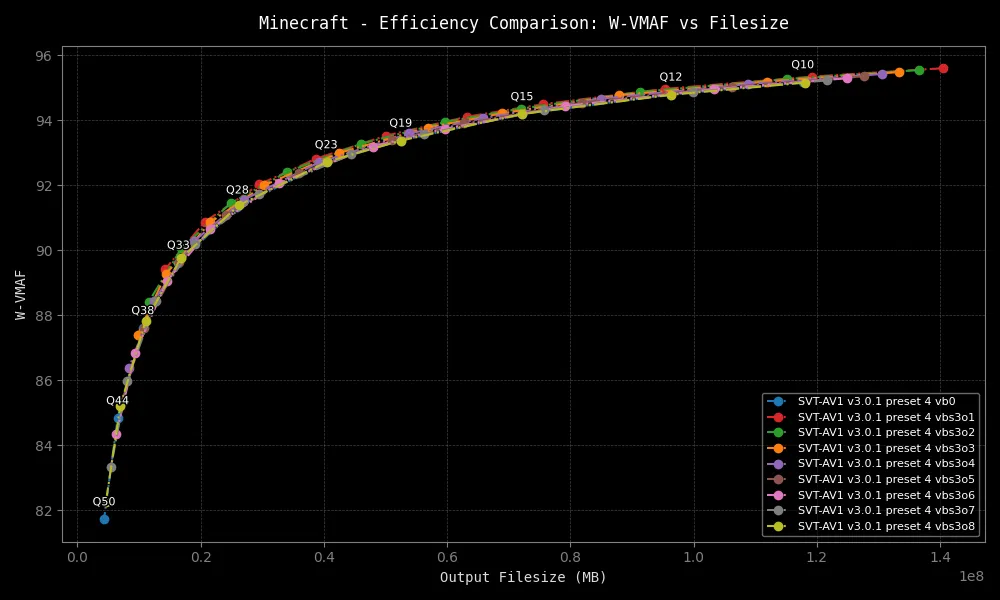 Minecraft - Efficiency Comparison: W-VMAF vs Filesize
96
94
92
90
88
86
84
82
W-VMAF
Q10
Q12
Q15
Q19
Q23
Q28
Q33
Q38
Q44
Q50
SVT-AV1 v3.0.1 preset 4 vb0
SVT-AV1 v3.0.1 preset 4 vbs3o1
SVT-AV1 v3.0.1 preset 4 vbs3o2
SVT-AV1 v3.0.1 preset 4 vbs3o3
SVT-AV1 v3.0.1 preset 4 vbs3o4
SVT-AV1 v3.0.1 preset 4 vbs3o5
SVT-AV1 v3.0.1 preset 4 vbs3o6
SVT-AV1 v3.0.1 preset 4 vbs3o7
SVT-AV1 v3.0.1 preset 4 vbs3o8
0.0 0.2 0.4 0.6 0.8 1.0 1.2 1.4
1e8
Output Filesize (MB)